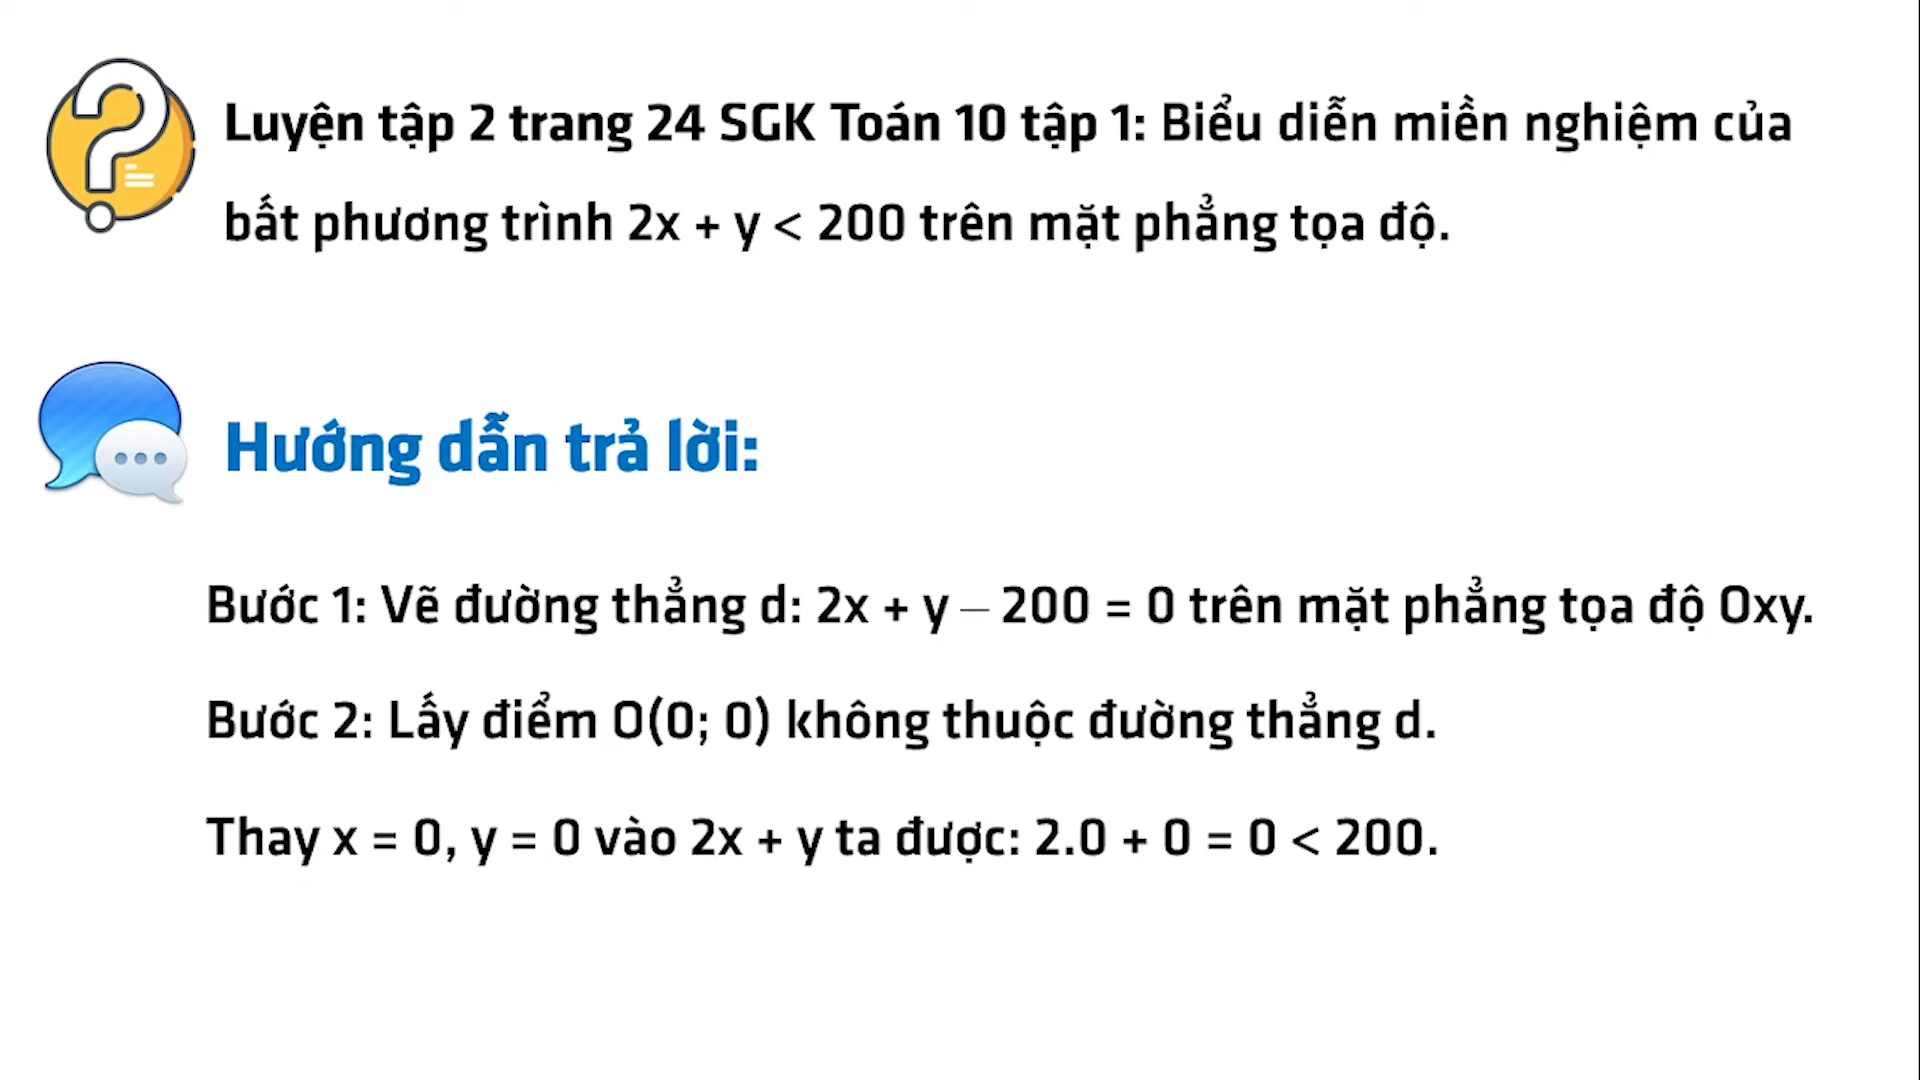 Luyện tập 2 trang 24 SGK Toán 10 tập 1: Biểu diễn miền nghiệm của
bất phương trình 2x + y < 200 trên mặt phẳng tọa độ.
Hướng dẫn trả lời:
Bước 1: Vẽ đường thẳng d: 2x + y – 200 = 0 trên mặt phẳng tọa độ Oxy.
Bước 2: Lấy điểm O(0; 0) không thuộc đường thẳng d.
Thay x = 0, y = 0 vào 2x + y ta được: 2.0 + 0 = 0 < 200.